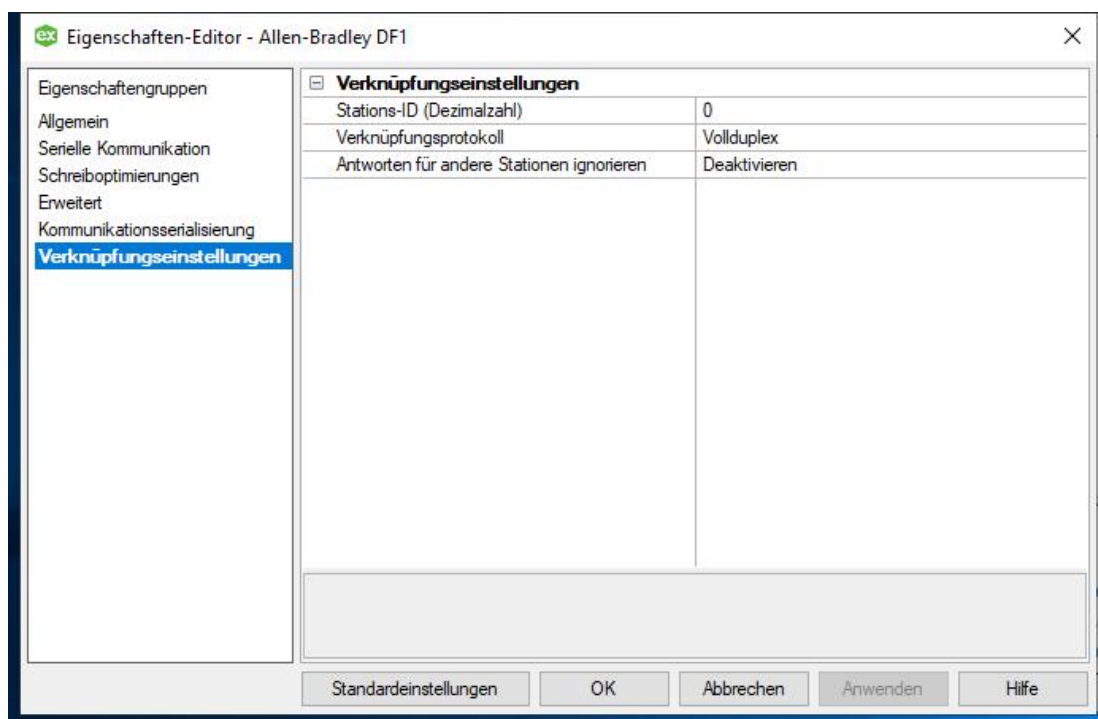 ex Eigenschaften-Editor - Allen-Bradley DF1
Eigenschaftengruppen
Allgemein
Serielle Kommunikation
Schreiboptimierungen
Erweitert
Kommunikationsserialisierung
Verknüpfungseinstellungen
Verknüpfungseinstellungen
Stations-ID (Dezimalzahl) 0
Verknüpfungsprotokoll Vollduplex
Antworten für andere Stationen ignorieren Deaktivieren
Standardeinstellungen OK Abbrechen Anwenden Hilfe